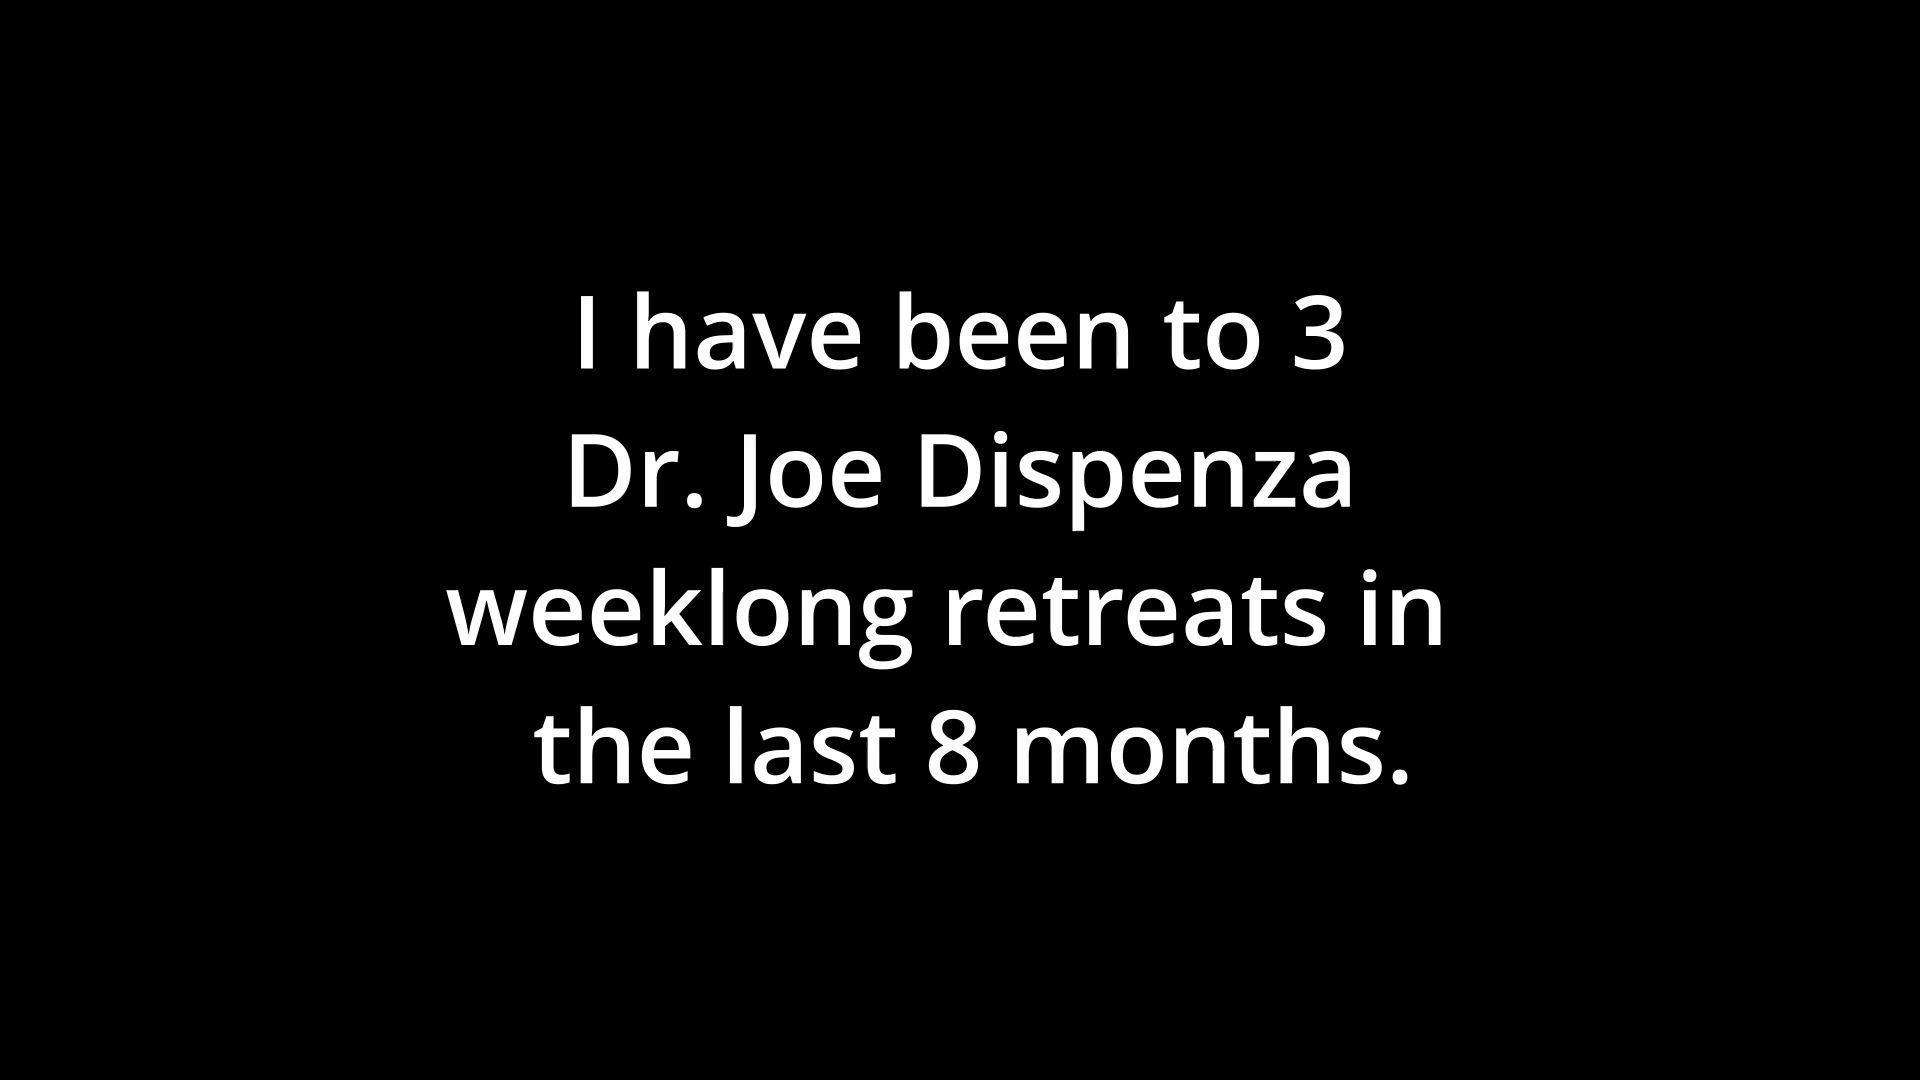 I have been to 3
Dr. Joe Dispenza
weeklong retreats in
the last 8 months.